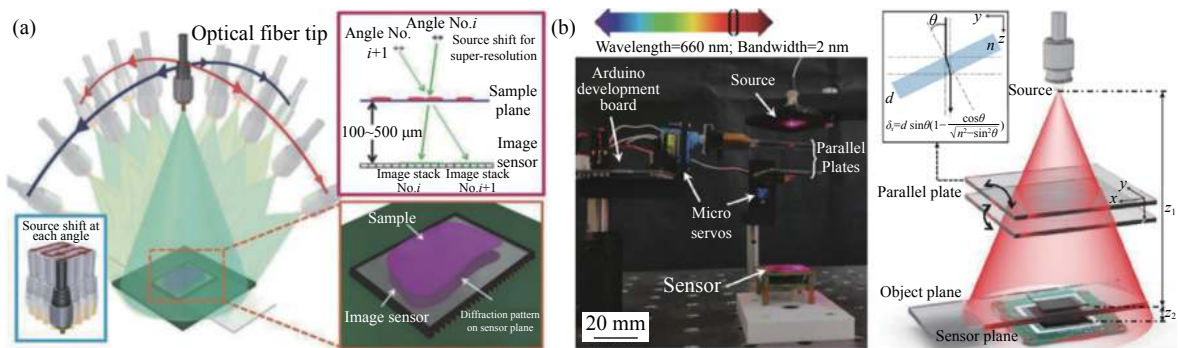 (a)
Optical fiber tip
Angle No.i
Angle No.
i+1
Source shift for
super-resolution
Sample
plane
100~500 μm
Image
sensor
Image stack
No.i
Image stack
No.i+1
Source shift at
each angle
Sample
Image sensor
Diffraction pattern
on sensor plane
(b)
Wavelength=660 nm; Bandwidth=2 nm
Arduino
development
board
Source
Parallel
Plates
Micro
servos
Sensor
20 mm
θ
y
z
n
d
δt=d sinθ(1−cosθ/√n²−sin²θ)
Source
Parallel plate
y
x
z1
Object plane
Sensor plane
z2